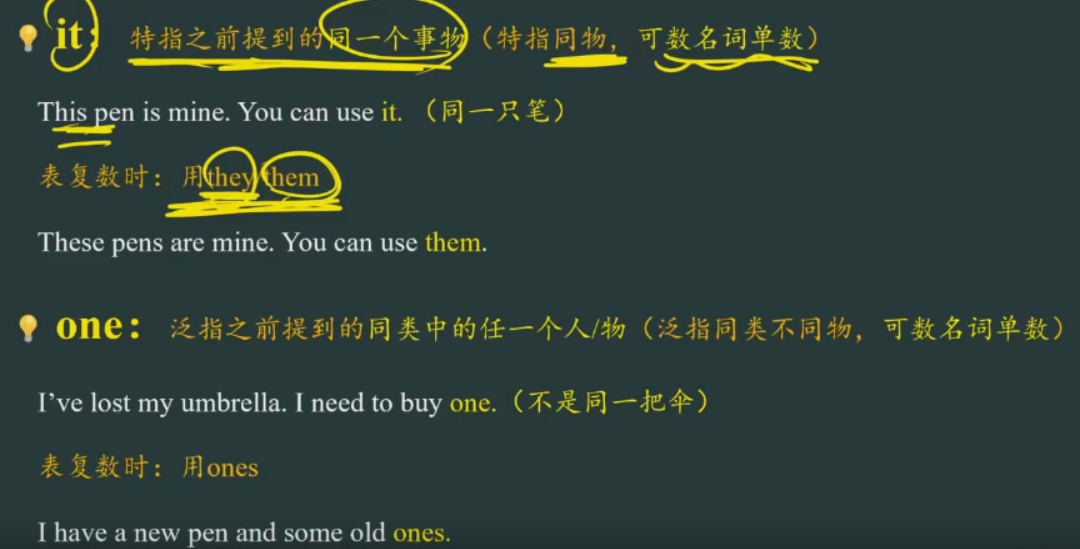 it: 特指之前提到的同一个事物（特指同物，可数名词单数）
This pen is mine. You can use it. （同一只笔）
表复数时：用they/them
These pens are mine. You can use them.
one: 泛指之前提到的同类中的任一个人/物（泛指同类不同物，可数名词单数）
I’ve lost my umbrella. I need to buy one.（不是同一把伞）
表复数时：用ones
I have a new pen and some old ones.